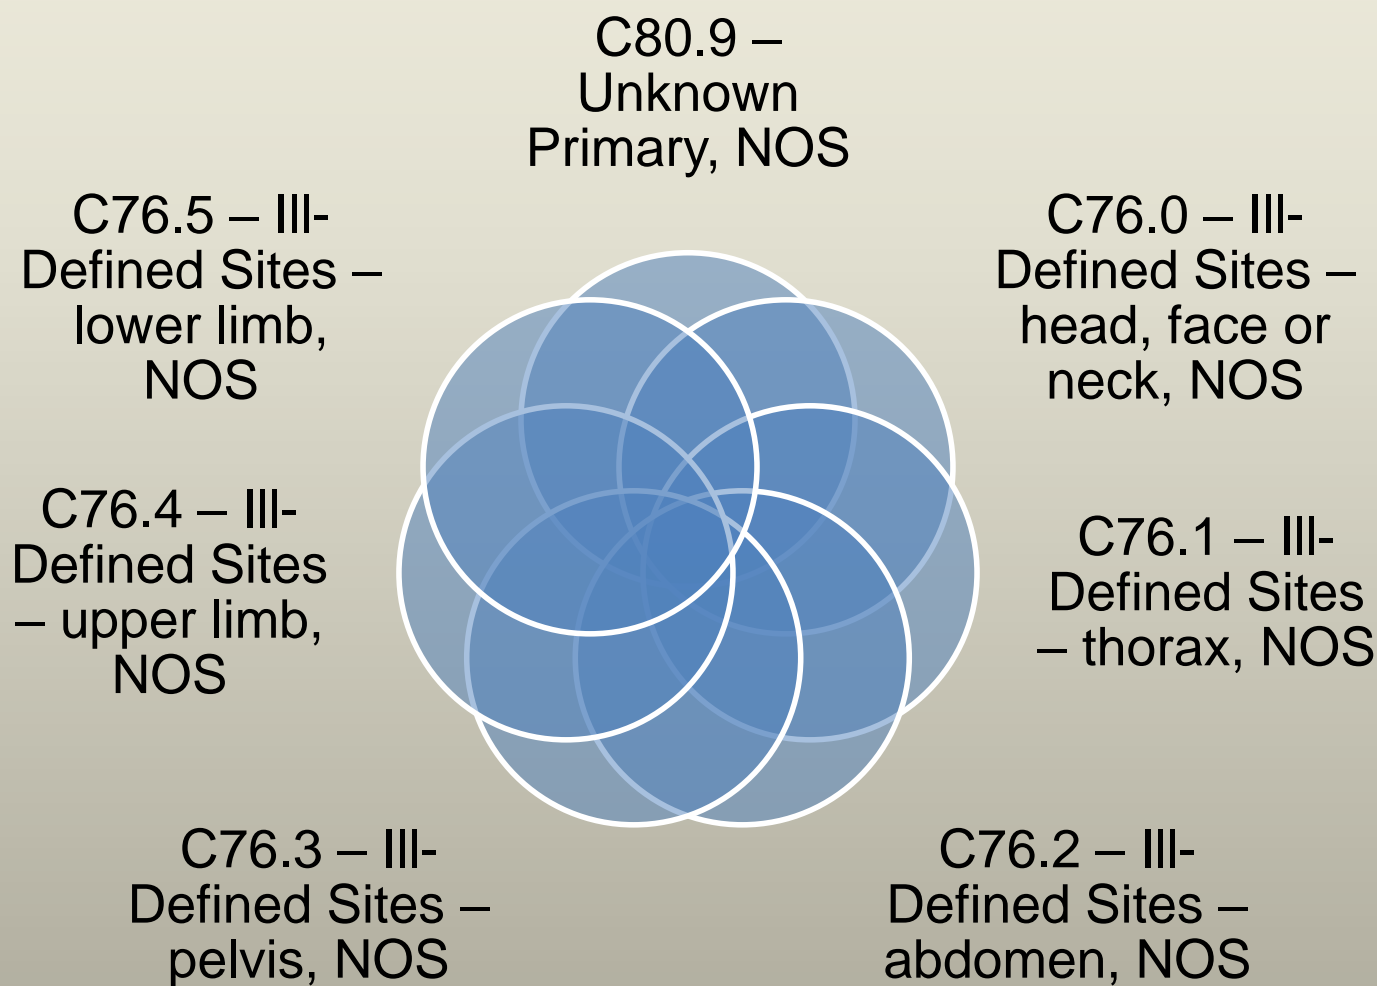 C80.9 –
Unknown
Primary, NOS
C76.0 – Ill-
Defined Sites –
head, face or
neck, NOS
C76.1 – Ill-
Defined Sites
– thorax, NOS
C76.2 – Ill-
Defined Sites –
abdomen, NOS
C76.3 – Ill-
Defined Sites –
pelvis, NOS
C76.4 – Ill-
Defined Sites
– upper limb,
NOS
C76.5 – Ill-
Defined Sites –
lower limb,
NOS